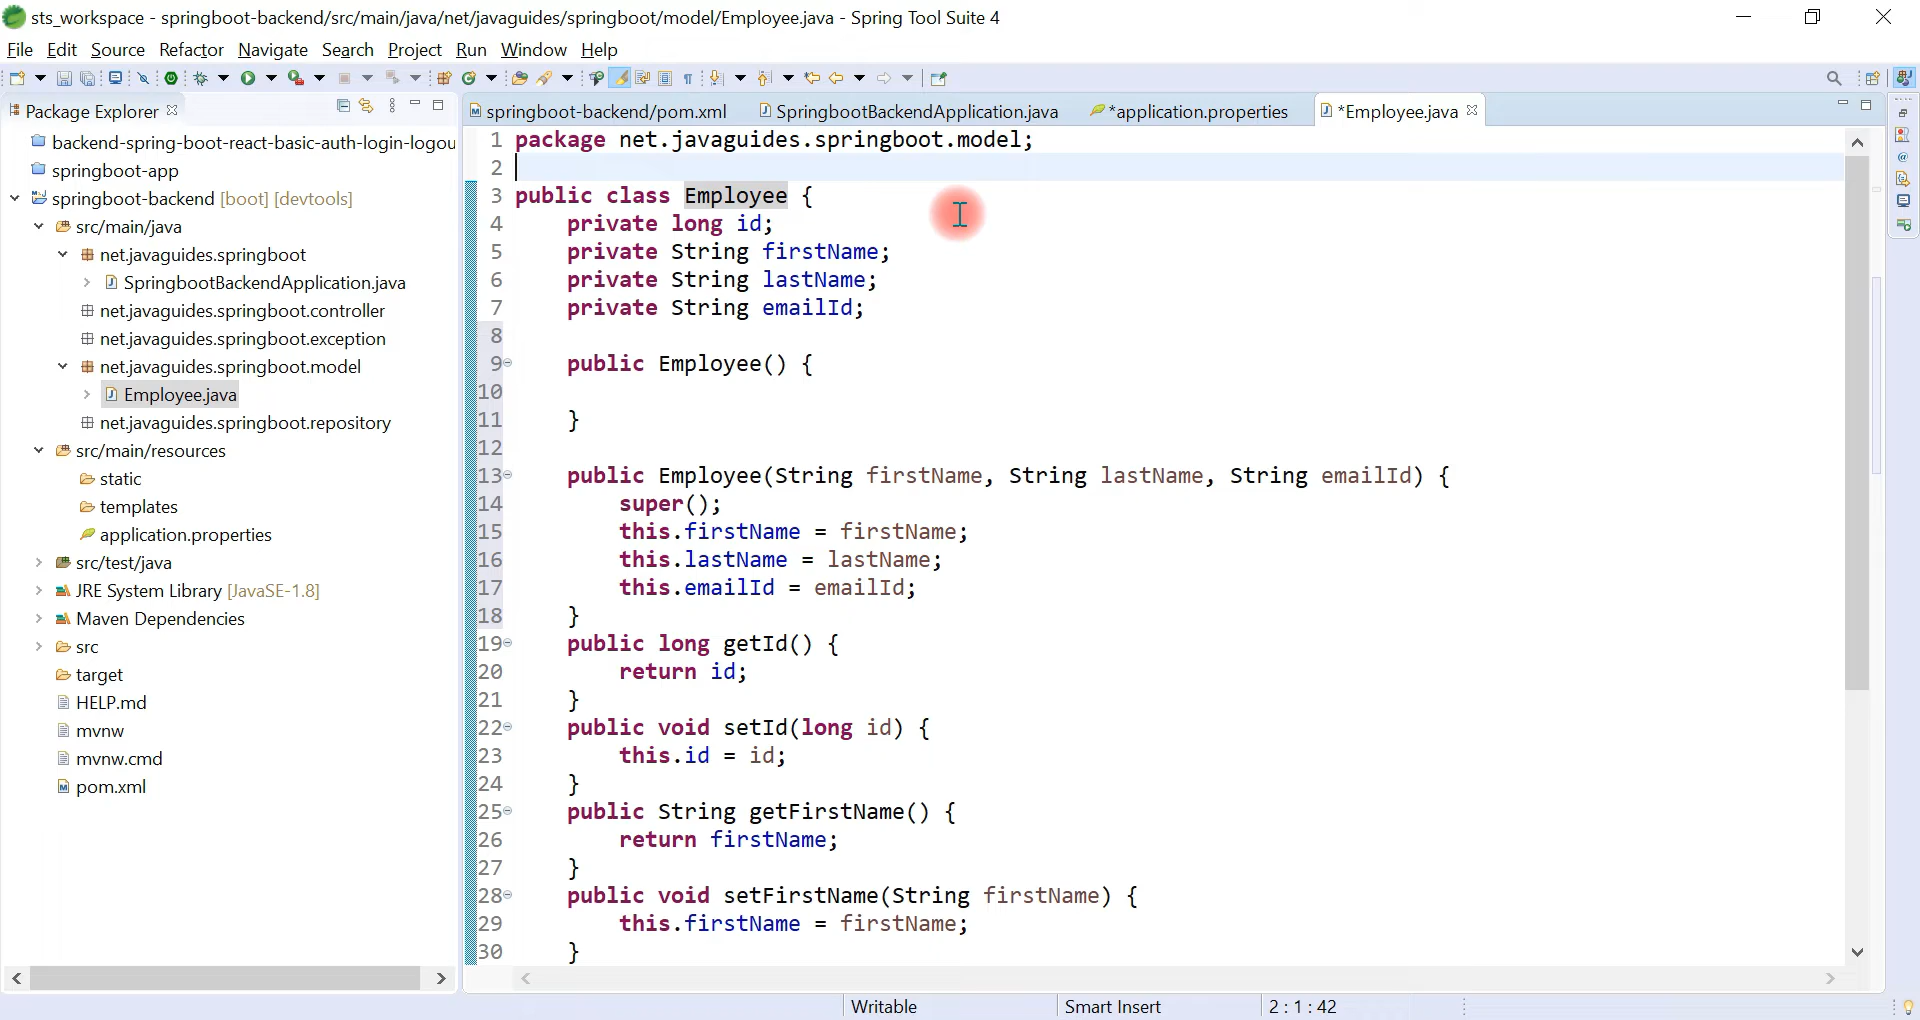 sts_workspace - springboot-backend/src/main/java/net/javaguides/springboot/model/Employee.java - Spring Tool Suite 4
File Edit Source Refactor Navigate Search Project Run Window Help
Package Explorer
backend-spring-boot-react-basic-auth-login-logou
springboot-app
springboot-backend [boot] [devtools]
src/main/java
net.javaguides.springboot
SpringbootBackendApplication.java
net.javaguides.springboot.controller
net.javaguides.springboot.exception
net.javaguides.springboot.model
Employee.java
net.javaguides.springboot.repository
src/main/resources
static
templates
application.properties
src/test/java
JRE System Library [JavaSE-1.8]
Maven Dependencies
src
target
HELP.md
mvnw
mvnw.cmd
pom.xml
springboot-backend/pom.xml SpringbootBackendApplication.java *application.properties *Employee.java
1 package net.javaguides.springboot.model;
2
3 public class Employee {
4 private long id;
5 private String firstName;
6 private String lastName;
7 private String emailId;
8
9 public Employee() {
10
11 }
12
13 public Employee(String firstName, String lastName, String emailId) {
14 super();
15 this.firstName = firstName;
16 this.lastName = lastName;
17 this.emailId = emailId;
18 }
19 public long getId() {
20 return id;
21 }
22 public void setId(long id) {
23 this.id = id;
24 }
25 public String getFirstName() {
26 return firstName;
27 }
28 public void setFirstName(String firstName) {
29 this.firstName = firstName;
30 }
Writable Smart Insert 2 : 1 : 42